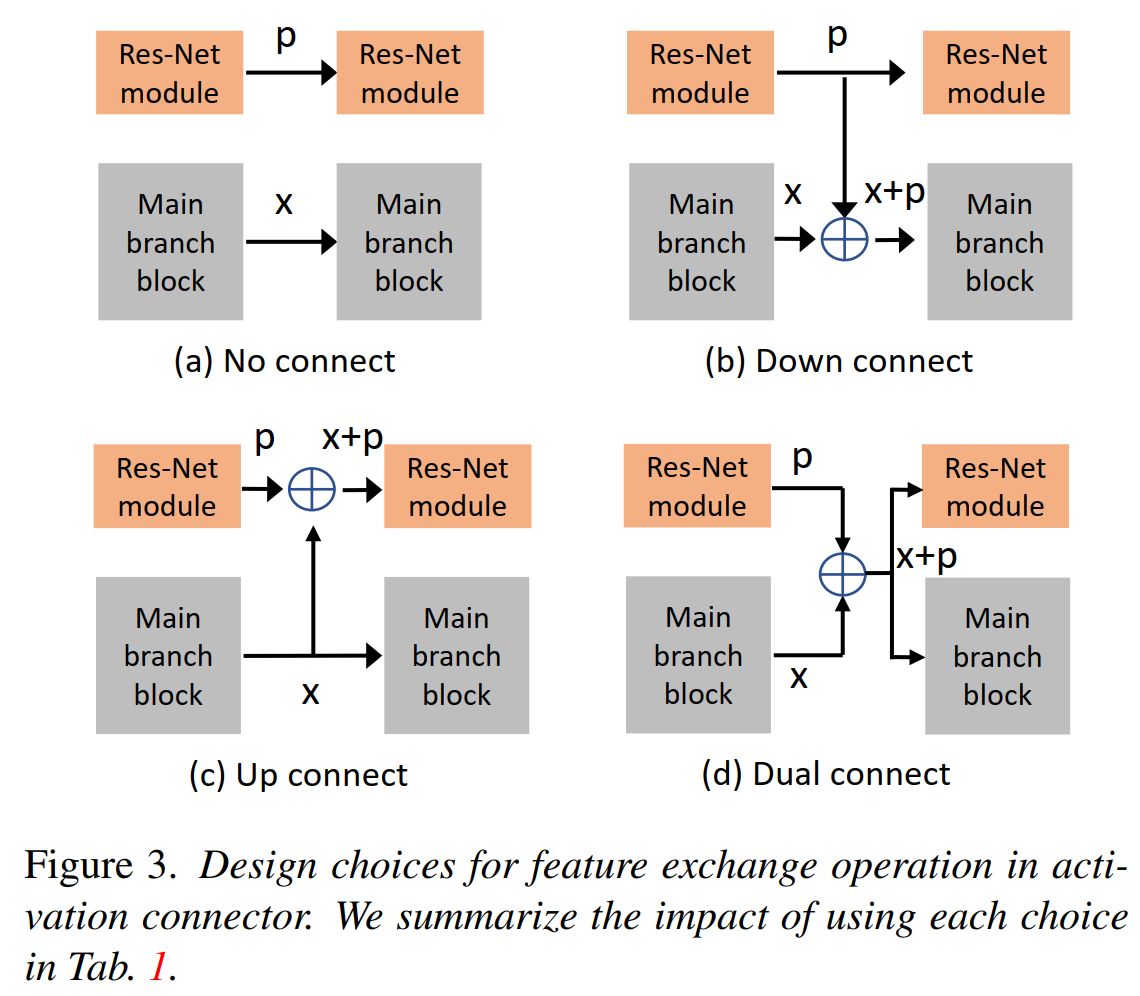 p
Res-Net
module
Res-Net
module
x
Main
branch
block
Main
branch
block
(a) No connect
p
Res-Net
module
Res-Net
module
x
x+p
Main
branch
block
Main
branch
block
(b) Down connect
p
x+p
Res-Net
module
Res-Net
module
Main
branch
block
Main
branch
block
x
(c) Up connect
p
Res-Net
module
Res-Net
module
x+p
Main
branch
block
Main
branch
block
x
(d) Dual connect
Figure 3. Design choices for feature exchange operation in acti-
vation connector. We summarize the impact of using each choice
in Tab. 1.